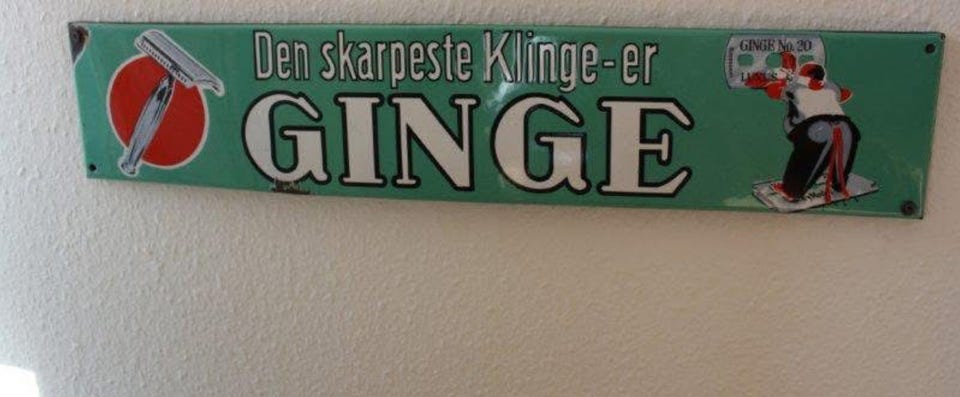 Den skarpeste Klinge-er
GINGE
GINGE No. 20